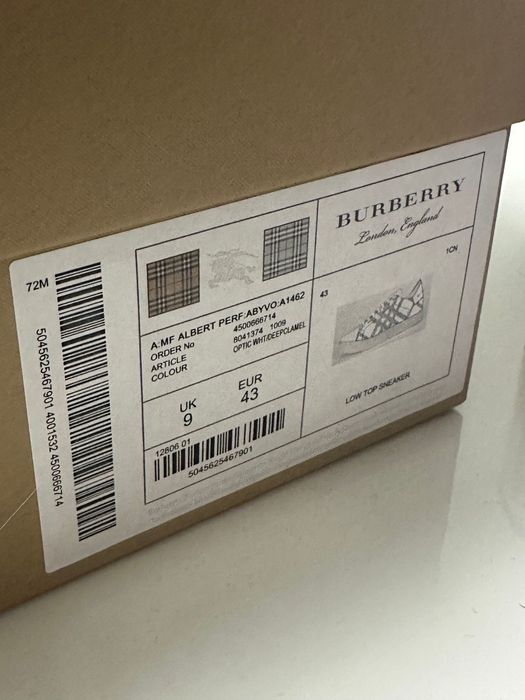 72M
5045625467901 4001532 4500666714
A:MF ALBERT PERF:ABYVO:A1462
ORDER No 4500666714
ARTICLE 8041374 1009
COLOUR OPTIC WHT/DEEPCLAMEL
UK EUR
9 43
12806 01
5045625467901
BURBERRY
London, England
1CN
43
LOW TOP SNEAKER